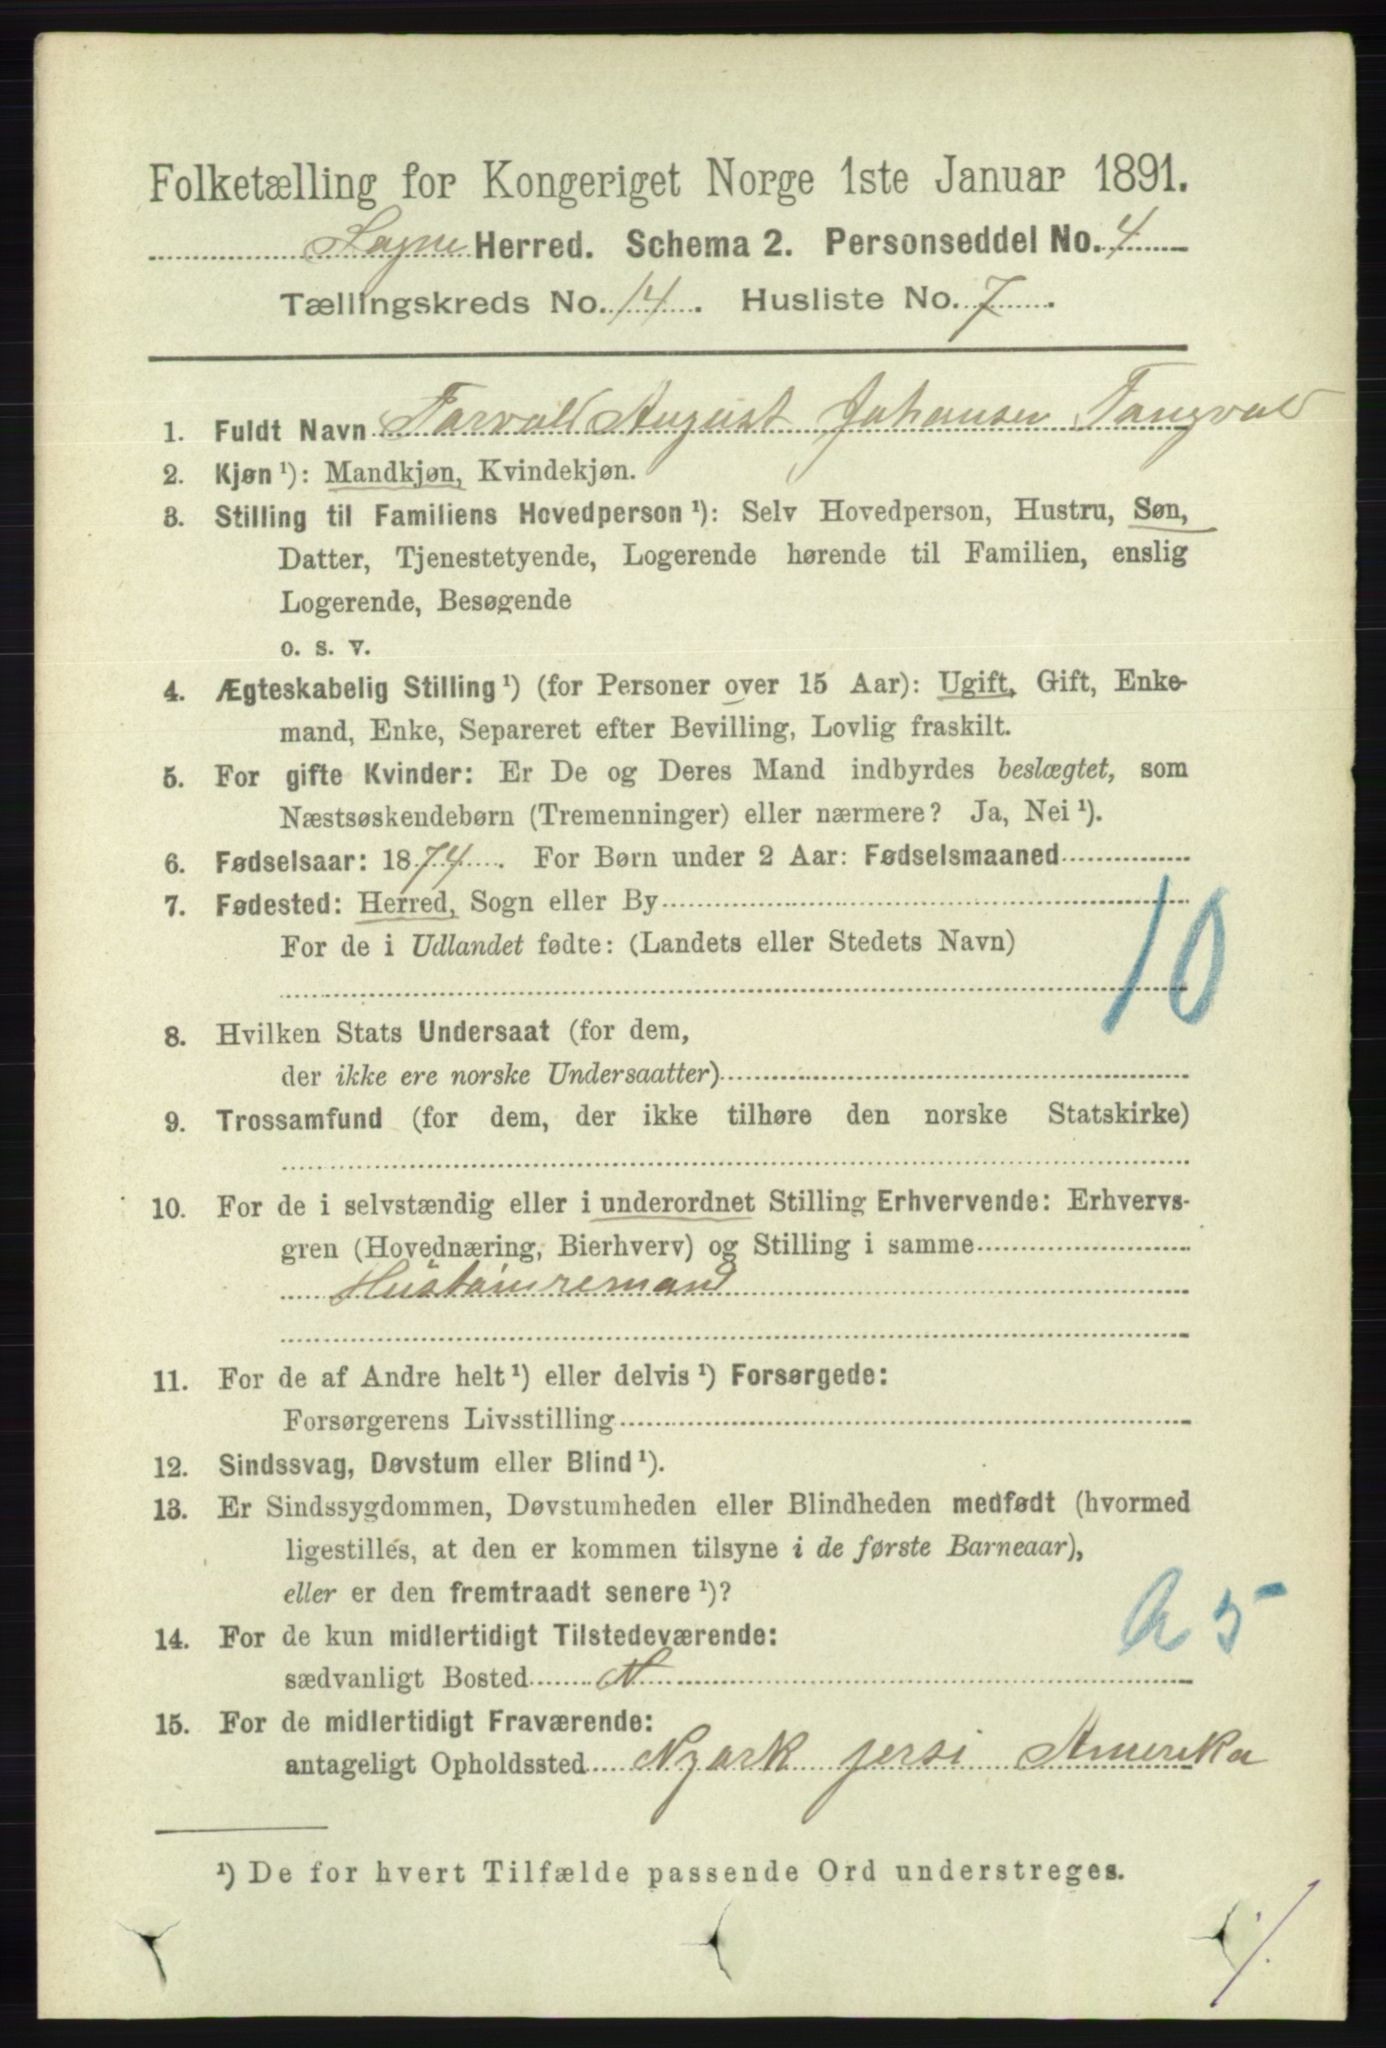 Folketælling for Kongeriget Norge 1ste Januar 1891.
Søgne Herred. Schema 2. Personseddel No. 4
Tællingskreds No. 14. Husliste No. 7.
1. Fuldt Navn Tarvald August Johansen Tangvald
2. Kjøn ¹): Mandkjøn, Kvindekjøn.
3. Stilling til Familiens Hovedperson ¹): Selv Hovedperson, Hustru, Søn,
Datter, Tjenestetyende, Logerende hørende til Familien, enslig
Logerende, Besøgende
o. s. v.
4. Ægteskabelig Stilling ¹) (for Personer over 15 Aar): Ugift, Gift, Enke-
mand, Enke, Separeret efter Bevilling, Lovlig fraskilt.
5. For gifte Kvinder: Er De og Deres Mand indbyrdes beslægtet, som
Næstsøskendebørn (Tremenninger) eller nærmere? Ja, Nei ¹).
6. Fødselsaar: 1874. For Børn under 2 Aar: Fødselsmaaned
7. Fødested: Herred, Sogn eller By
10
For de i Udlandet fødte: (Landets eller Stedets Navn)
8. Hvilken Stats Undersaat (for dem,
der ikke ere norske Undersaatter)
9. Trossamfund (for dem, der ikke tilhøre den norske Statskirke)
10. For de i selvstændig eller i underordnet Stilling Erhvervende: Erhvervs-
gren (Hovednæring, Bierhverv) og Stilling i samme
Hustømremand
11. For de af Andre helt ¹) eller delvis ¹) Forsørgede:
Forsørgerens Livsstilling
12. Sindssvag, Døvstum eller Blind ¹).
13. Er Sindssygdommen, Døvstumheden eller Blindheden medfødt (hvormed
ligestilles, at den er kommen tilsyne i de første Barneaar),
eller er den fremtraadt senere ¹)?
14. For de kun midlertidigt Tilstedeværende:
sædvanligt Bosted N
15. For de midlertidigt Fraværende:
antageligt Opholdssted Nyark jersi Amerika
¹) De for hvert Tilfælde passende Ord understreges.